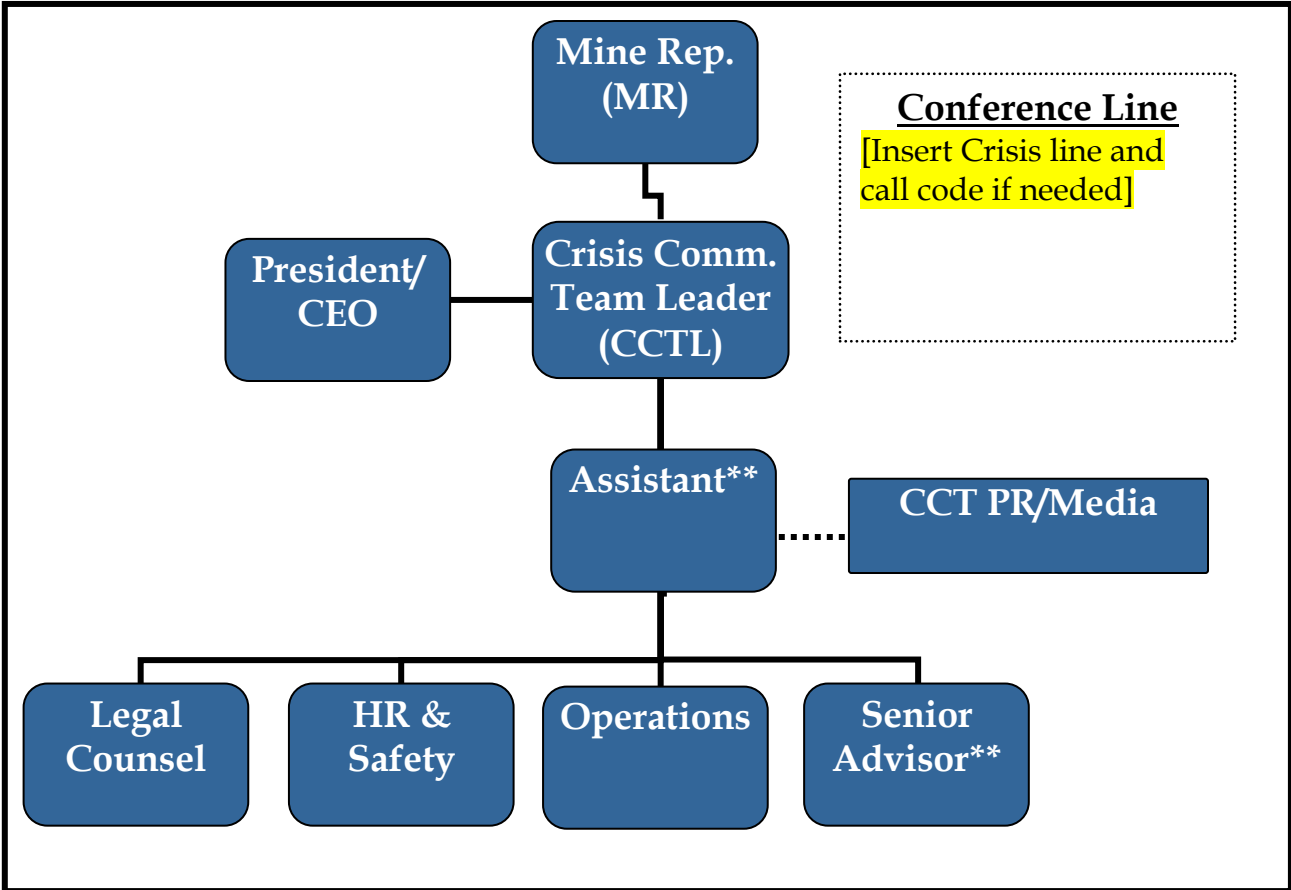 Mine Rep.
(MR)
Conference Line
[Insert Crisis line and
call code if needed]
President/
CEO
Crisis Comm.
Team Leader
(CCTL)
Assistant**
CCT PR/Media
Legal
Counsel
HR &
Safety
Operations
Senior
Advisor**